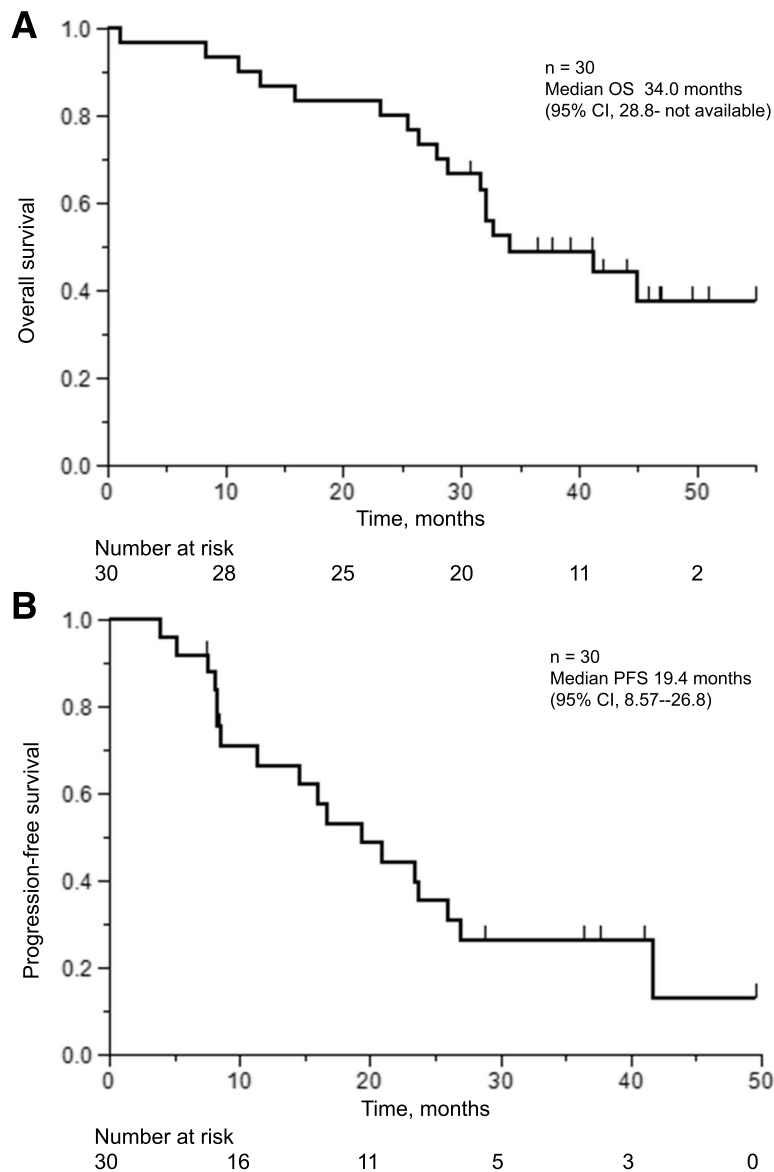 A
1.0
0.8
0.6
0.4
0.2
0.0
Overall survival
n = 30
Median OS 34.0 months
(95% CI, 28.8- not available)
0 10 20 30 40 50
Time, months
Number at risk
30 28 25 20 11 2
B
1.0
0.8
0.6
0.4
0.2
0.0
Progression-free survival
n = 30
Median PFS 19.4 months
(95% CI, 8.57--26.8)
0 10 20 30 40 50
Time, months
Number at risk
30 16 11 5 3 0